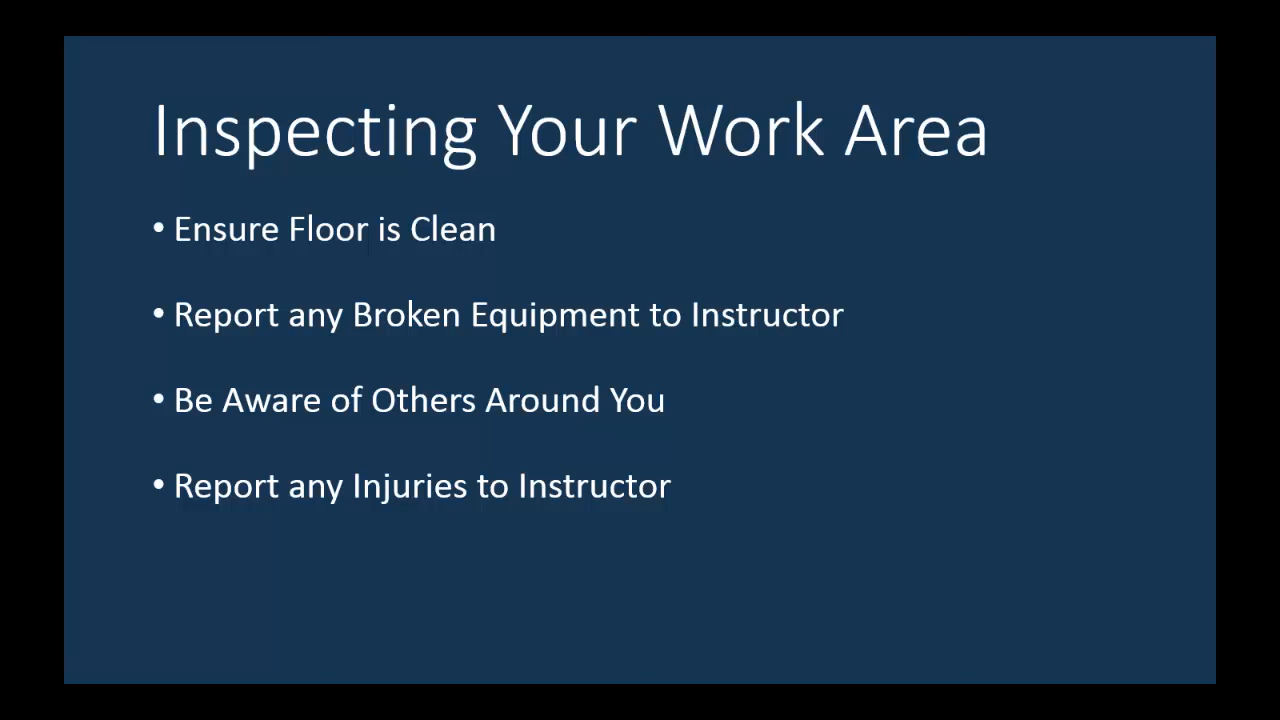 Inspecting Your Work Area
• Ensure Floor is Clean
• Report any Broken Equipment to Instructor
• Be Aware of Others Around You
• Report any Injuries to Instructor